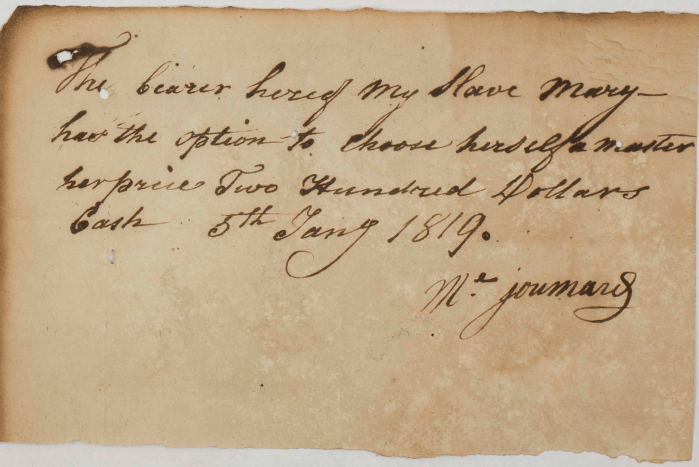 The bearer hereof My Slave Mary—
has the option to choose herself a master
her price Two Hundred Dollars
Cash 5th Jany 1819.
Me. joumard